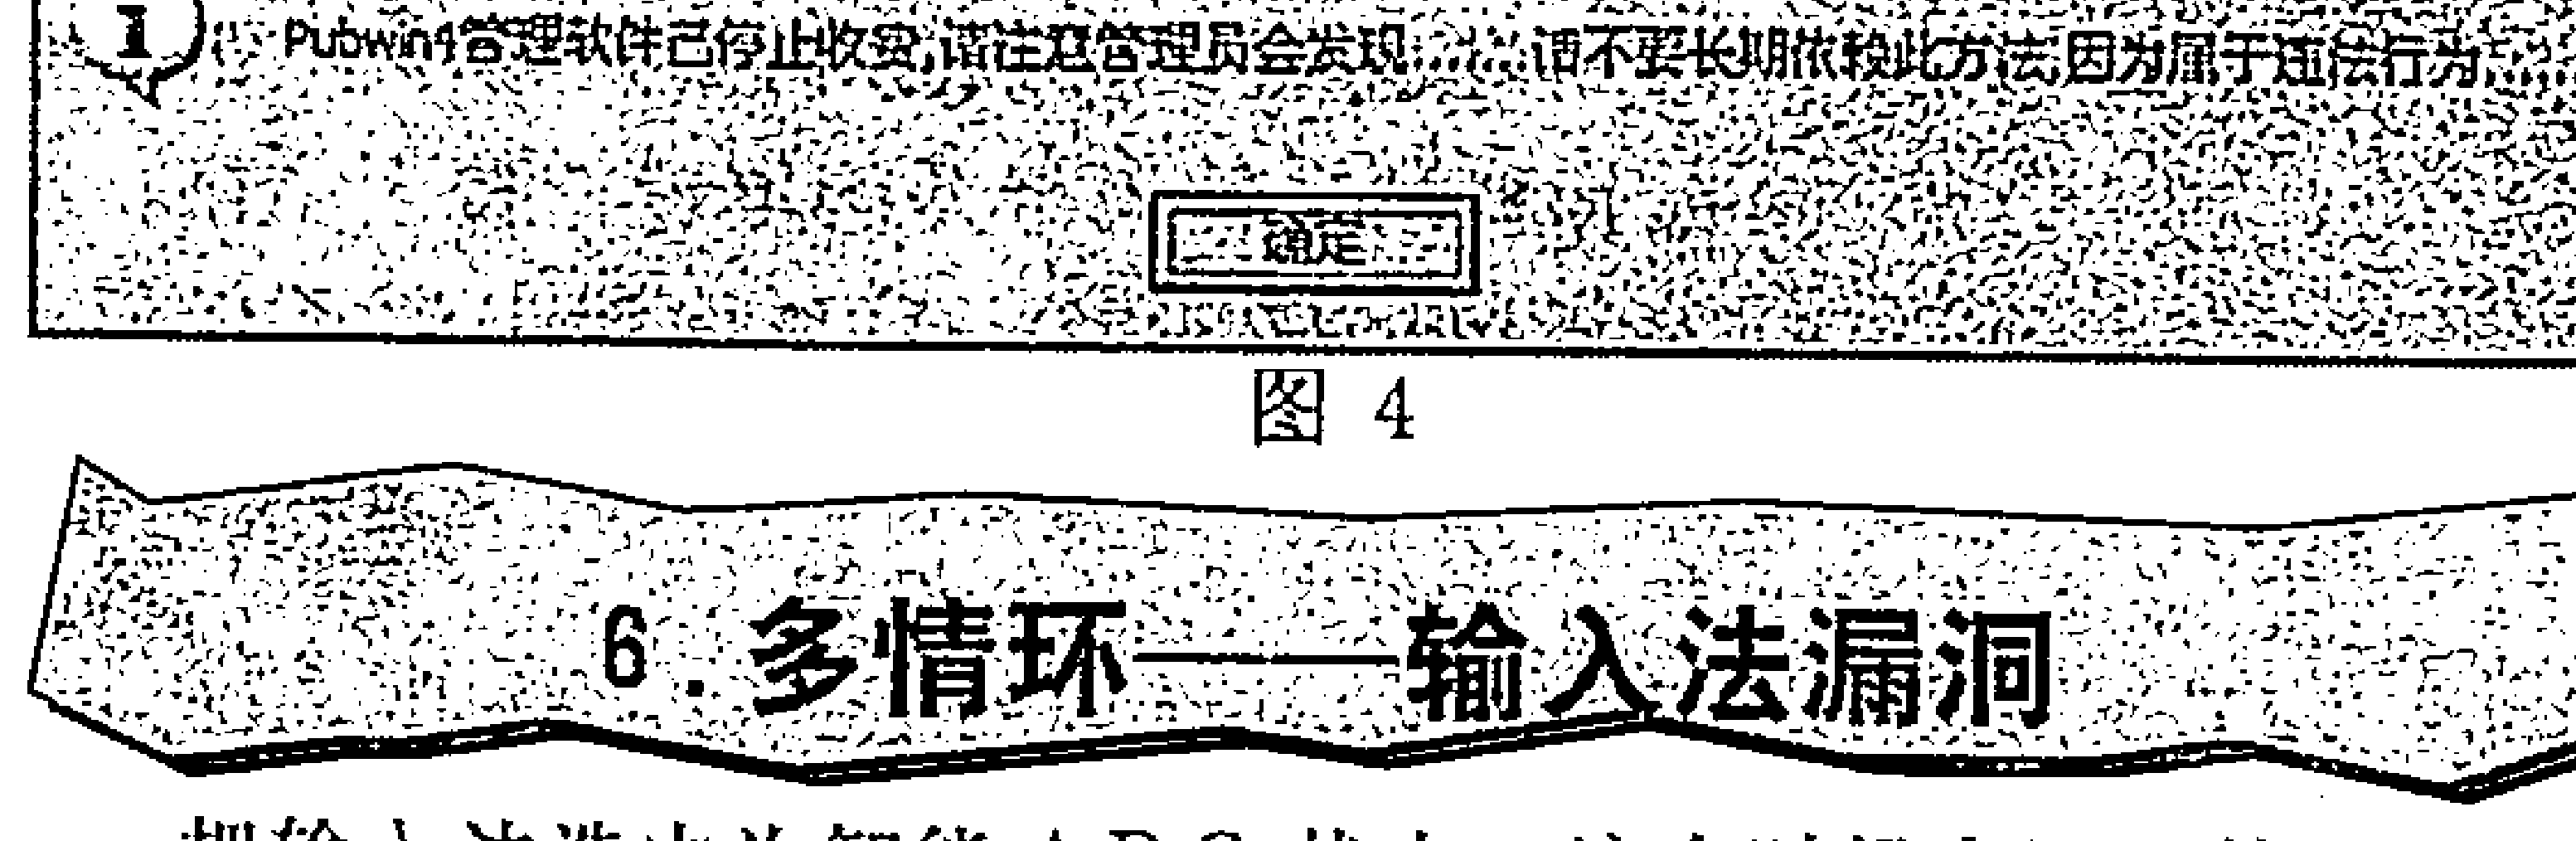 Pubwin4管理软件已停止收费,请注意管理员会发现......请不要长期依赖此方法,因为属于违法行为......
确定
图 4
6.多情环——输入法漏洞